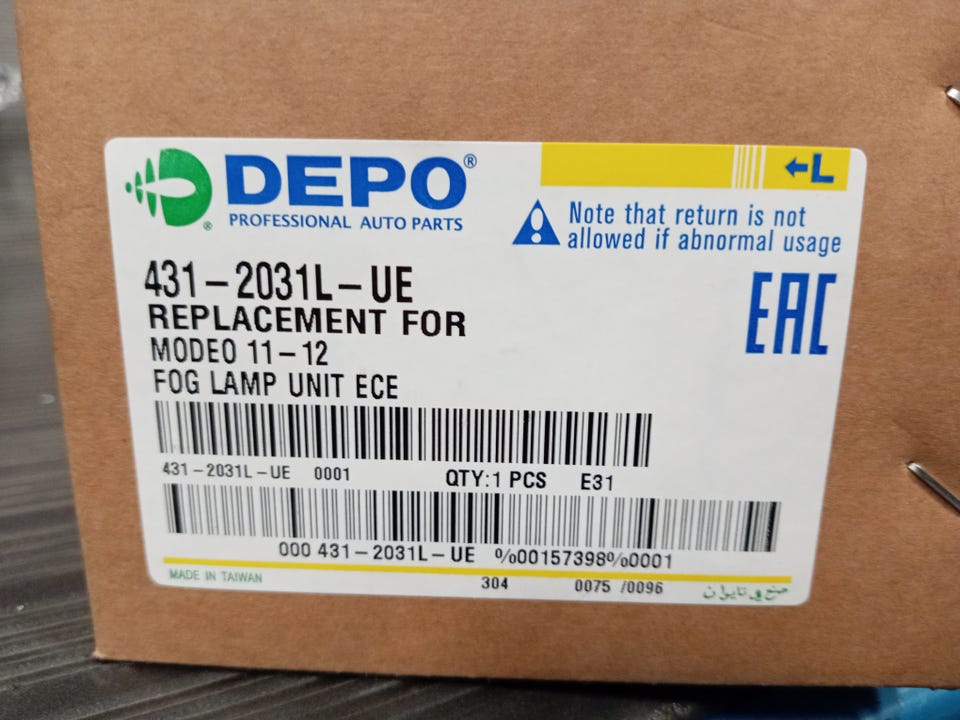 DEPO®
PROFESSIONAL AUTO PARTS
®
←L
Note that return is not
allowed if abnormal usage
431-2031L-UE
REPLACEMENT FOR
MODEO 11-12
FOG LAMP UNIT ECE
EAC
431-2031L-UE 0001 QTY:1 PCS E31
000 431-2031L-UE %00157398%0001
MADE IN TAIWAN 304 0075 /0096 صنع في تايوان